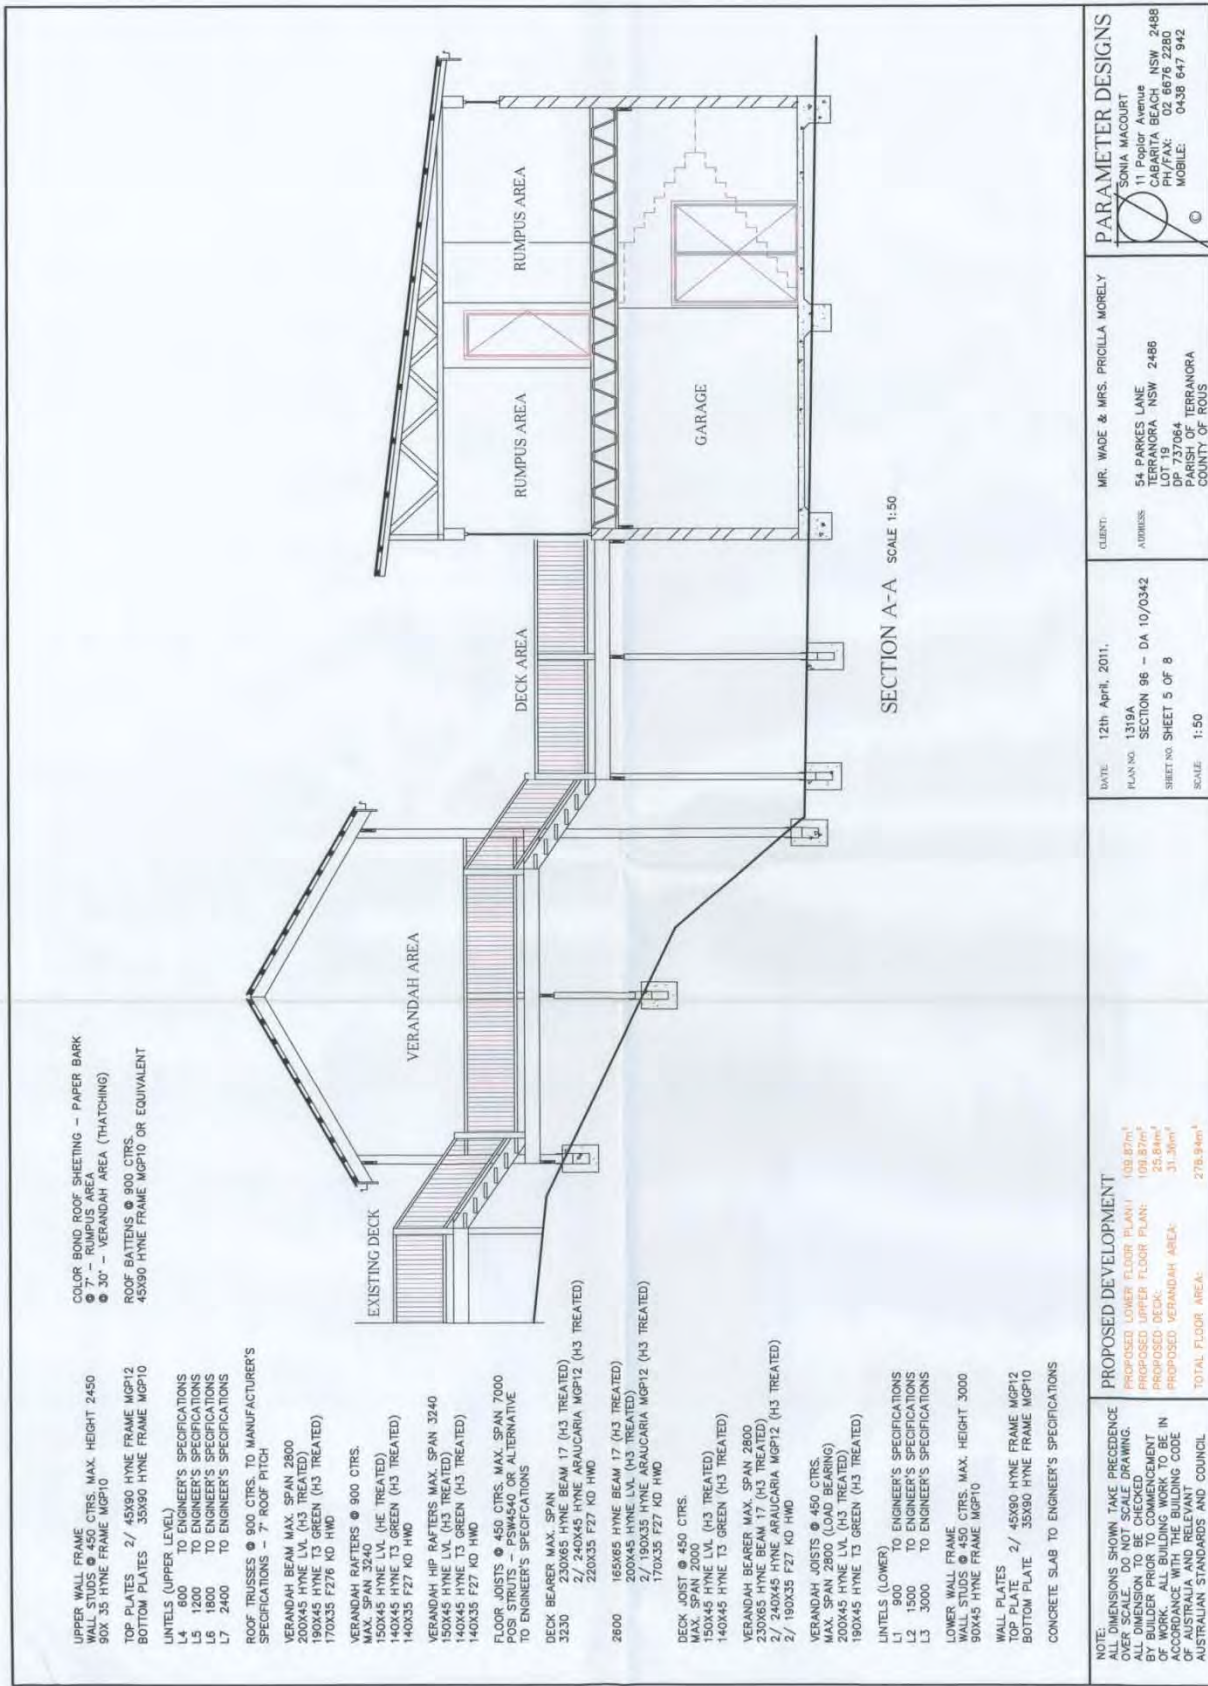 UPPER WALL FRAME
WALL STUDS @ 450 CTRS. MAX. HEIGHT 2450
90X 35 HYNE FRAME MGP10
TOP PLATES 2/ 45X90 HYNE FRAME MGP12
BOTTOM PLATES 35X90 HYNE FRAME MGP10
LINTELS (UPPER LEVEL)
L4 600 TO ENGINEER'S SPECIFICATIONS
L5 1200 TO ENGINEER'S SPECIFICATIONS
L6 1800 TO ENGINEER'S SPECIFICATIONS
L7 2400 TO ENGINEER'S SPECIFICATIONS
ROOF TRUSSES @ 900 CTRS. TO MANUFACTURER'S
SPECIFICATIONS - 7° ROOF PITCH
VERANDAH BEAM MAX. SPAN 2800
200X45 HYNE LVL (H3 TREATED)
190X45 HYNE T3 GREEN (H3 TREATED)
170X35 F276 KD HWD
VERANDAH RAFTERS @ 900 CTRS.
MAX. SPAN 3240
150X45 HYNE LVL (HE TREATED)
140X45 HYNE T3 GREEN (H3 TREATED)
140X35 F27 KD HWD
VERANDAH HIP RAFTERS MAX. SPAN 3240
150X45 HYNE LVL (H3 TREATED)
140X45 HYNE T3 GREEN (H3 TREATED)
140X35 F27 KD HWD
FLOOR JOISTS @ 450 CTRS. MAX. SPAN 7000
POSI STRUTS - PSW4540 OR ALTERNATIVE
TO ENGINEER'S SPECIFICATIONS
DECK BEARER MAX. SPAN
3230 230X65 HYNE BEAM 17 (H3 TREATED)
2/ 240X45 HYNE ARAUCARIA MGP12 (H3 TREATED)
220X35 F27 KD HWD
2600 165X65 HYNE BEAM 17 (H3 TREATED)
200X45 HYNE LVL (H3 TREATED)
2/ 190X35 HYNE ARAUCARIA MGP12 (H3 TREATED)
170X35 F27 KD HWD
DECK JOIST @ 450 CTRS.
MAX. SPAN 2000
150X45 HYNE LVL (H3 TREATED)
140X45 HYNE T3 GREEN (H3 TREATED)
VERANDAH BEARER MAX. SPAN 2800
230X65 HYNE BEAM 17 (H3 TREATED)
2/ 240X45 HYNE ARAUCARIA MGP12 (H3 TREATED)
2/ 190X35 F27 KD HWD
VERANDAH JOISTS @ 450 CTRS.
MAX. SPAN 2800 (LOAD BEARING)
200X45 HYNE LVL (H3 TREATED)
190X45 HYNE T3 GREEN (H3 TREATED)
LINTELS (LOWER)
L1 900 TO ENGINEER'S SPECIFICATIONS
L2 1500 TO ENGINEER'S SPECIFICATIONS
L3 3000 TO ENGINEER'S SPECIFICATIONS
LOWER WALL FRAME
WALL STUDS @ 450 CTRS. MAX. HEIGHT 3000
90X45 HYNE FRAME MGP10
WALL PLATES
TOP PLATE 2/ 45X90 HYNE FRAME MGP12
BOTTOM PLATE 35X90 HYNE FRAME MGP10
CONCRETE SLAB TO ENGINEER'S SPECIFICATIONS
COLOR BOND ROOF SHEETING - PAPER BARK
@ 7° - RUMPUS AREA
@ 30° - VERANDAH AREA (THATCHING)
ROOF BATTENS @ 900 CTRS.
45X90 HYNE FRAME MGP10 OR EQUIVALENT
EXISTING DECK
VERANDAH AREA
DECK AREA
RUMPUS AREA
RUMPUS AREA
GARAGE
SECTION A-A SCALE 1:50
NOTE:
ALL DIMENSIONS SHOWN TAKE PRECEDENCE
OVER SCALE. DO NOT SCALE DRAWING.
ALL DIMENSION TO BE CHECKED
BY BUILDER PRIOR TO COMMENCEMENT
OF WORK. ALL BUILDING WORK TO BE IN
ACCORDANCE WITH THE BUILDING CODE
OF AUSTRALIA AND RELEVANT
AUSTRALIAN STANDARDS AND COUNCIL
PROPOSED DEVELOPMENT
PROPOSED LOWER FLOOR PLAN: 109.87m²
PROPOSED UPPER FLOOR PLAN: 109.87m²
PROPOSED DECK: 25.84m²
PROPOSED VERANDAH AREA: 31.36m²
TOTAL FLOOR AREA: 276.94m²
DATE 12th April, 2011.
PLAN NO. 1319A
SECTION 96 - DA 10/0342
SHEET NO. SHEET 5 OF 8
SCALE 1:50
CLIENT: MR. WADE & MRS. PRICILLA MORELY
ADDRESS 54 PARKES LANE
TERRANORA NSW 2486
LOT 19
DP 737064
PARISH OF TERRANORA
COUNTY OF ROUS
PARAMETER DESIGNS
SONIA MACOURT
11 Poplar Avenue
CABARITA BEACH NSW 2488
PH/FAX: 02 6676 2280
MOBILE: 0438 647 942
©